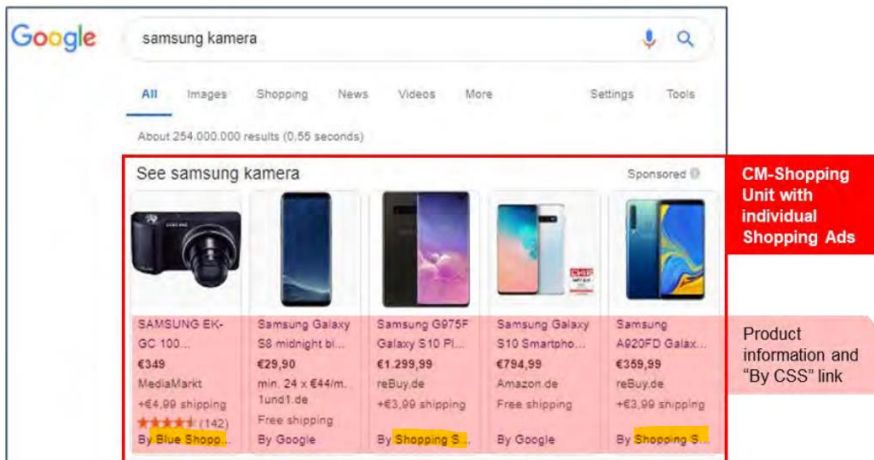 Google
samsung kamera
All Images Shopping News Videos More Settings Tools
About 254.000.000 results (0,55 seconds)
See samsung kamera
Sponsored
CM-Shopping
Unit with
individual
Shopping Ads
SAMSUNG EK-
GC 100...
€349
MediaMarkt
+€4,99 shipping
(142)
By Blue Shopp...
Samsung Galaxy
S8 midnight bl...
€29,90
min. 24 x €44/m.
1und1.de
Free shipping
By Google
Samsung G975F
Galaxy S10 Pl...
€1.299,99
reBuy.de
+€3,99 shipping
By Shopping S...
Samsung Galaxy
S10 Smartpho...
€794,99
Amazon.de
Free shipping
By Google
Samsung
A920FD Galax...
€359,99
reBuy.de
+€3,99 shipping
By Shopping S...
Product
information and
“By CSS” link